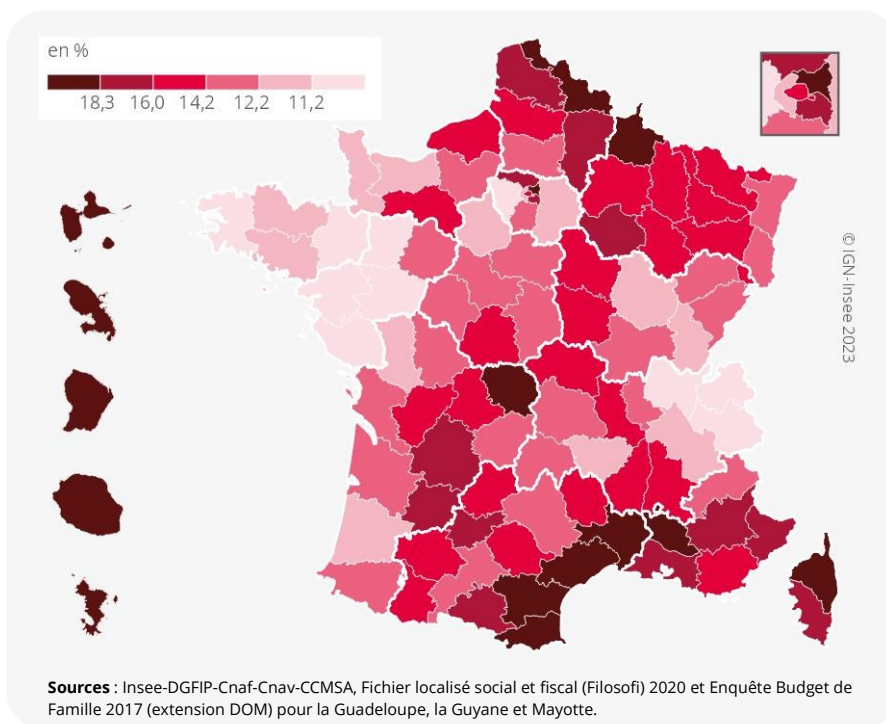 en %
18,3 16,0 14,2 12,2 11,2
© IGN-Insee 2023
Sources : Insee-DGFIP-Cnaf-Cnav-CCMSA, Fichier localisé social et fiscal (Filosofi) 2020 et Enquête Budget de
Famille 2017 (extension DOM) pour la Guadeloupe, la Guyane et Mayotte.